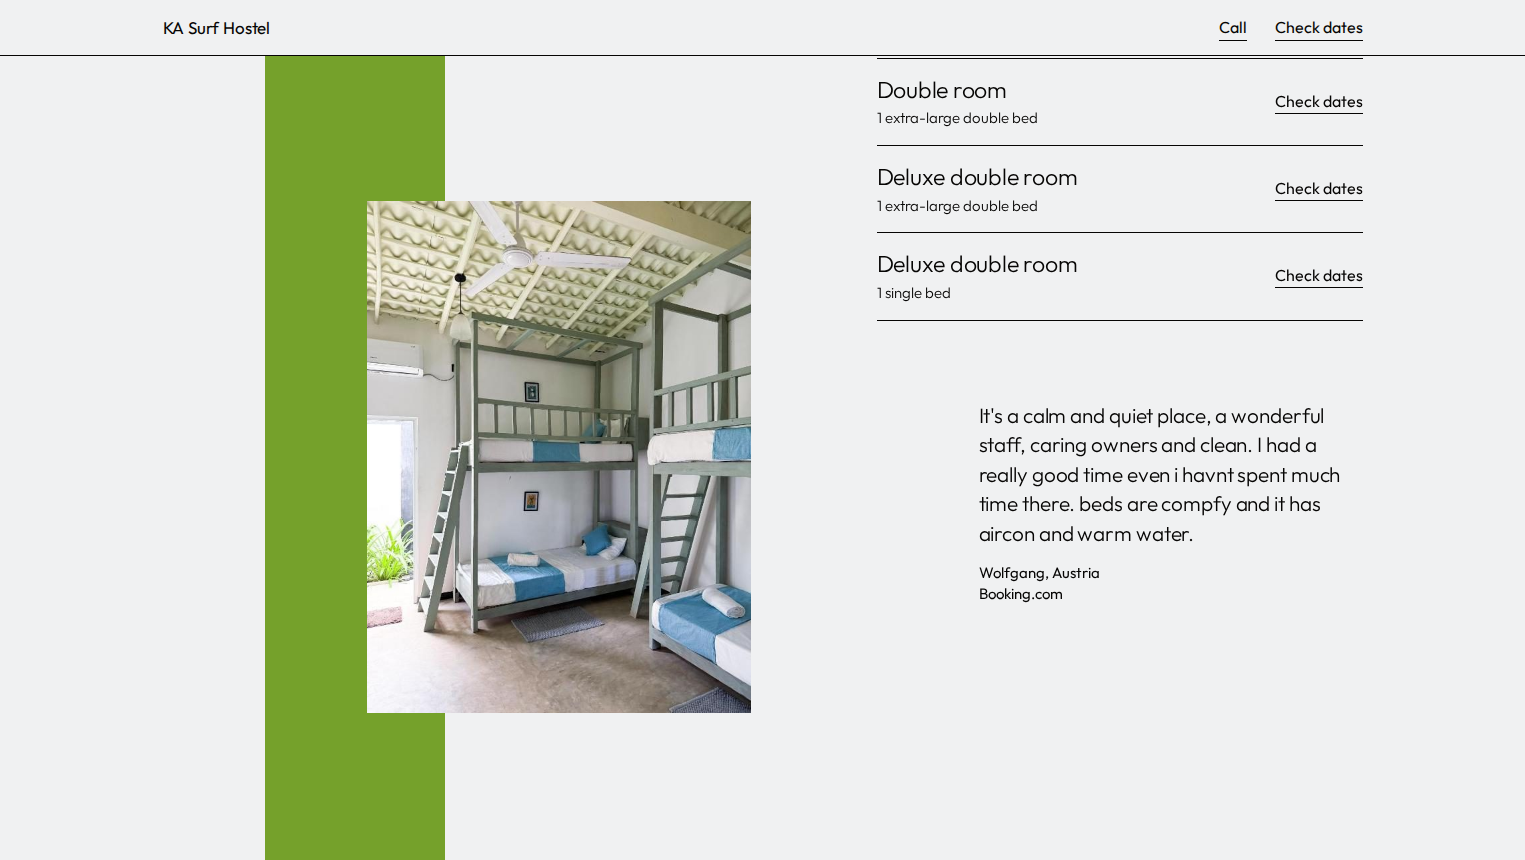 KA Surf Hostel
Call
Check dates
Double room
1 extra-large double bed
Check dates
Deluxe double room
1 extra-large double bed
Check dates
Deluxe double room
1 single bed
Check dates
It's a calm and quiet place, a wonderful
staff, caring owners and clean. I had a
really good time even i havnt spent much
time there. beds are compfy and it has
aircon and warm water.
Wolfgang, Austria
Booking.com